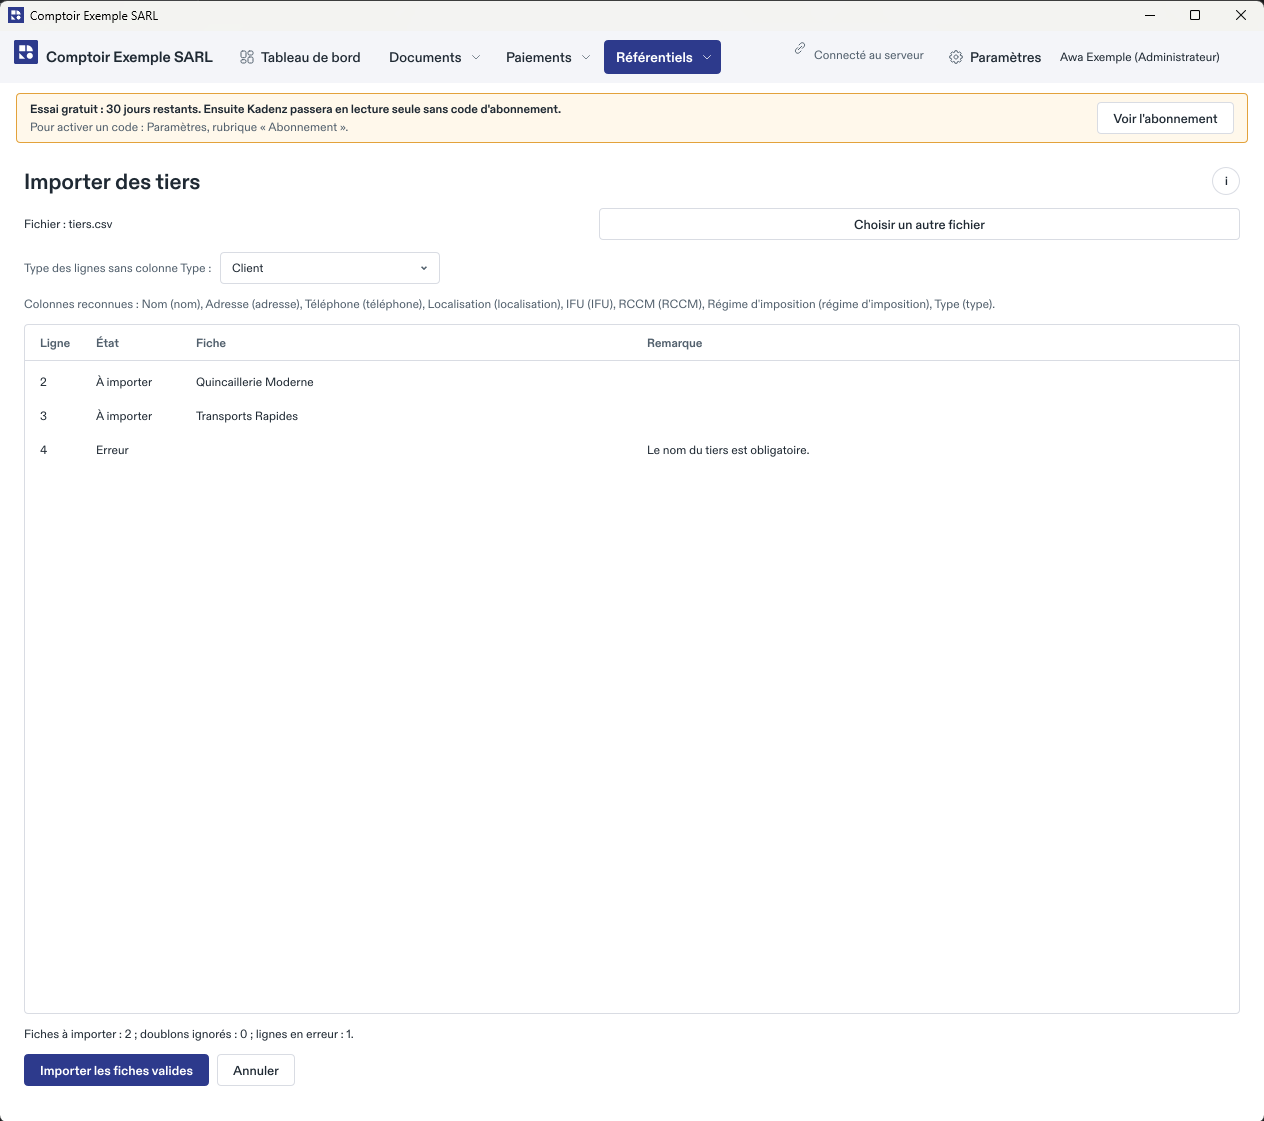 Comptoir Exemple SARL
Comptoir Exemple SARL Tableau de bord Documents Paiements Référentiels Connecté au serveur Paramètres Awa Exemple (Administrateur)
Essai gratuit : 30 jours restants. Ensuite Kadenz passera en lecture seule sans code d'abonnement.
Pour activer un code : Paramètres, rubrique « Abonnement ».
Voir l'abonnement
Importer des tiers
i
Fichier : tiers.csv
Choisir un autre fichier
Type des lignes sans colonne Type : Client
Colonnes reconnues : Nom (nom), Adresse (adresse), Téléphone (téléphone), Localisation (localisation), IFU (IFU), RCCM (RCCM), Régime d'imposition (régime d'imposition), Type (type).
Ligne État Fiche Remarque
2 À importer Quincaillerie Moderne
3 À importer Transports Rapides
4 Erreur Le nom du tiers est obligatoire.
Fiches à importer : 2 ; doublons ignorés : 0 ; lignes en erreur : 1.
Importer les fiches valides Annuler